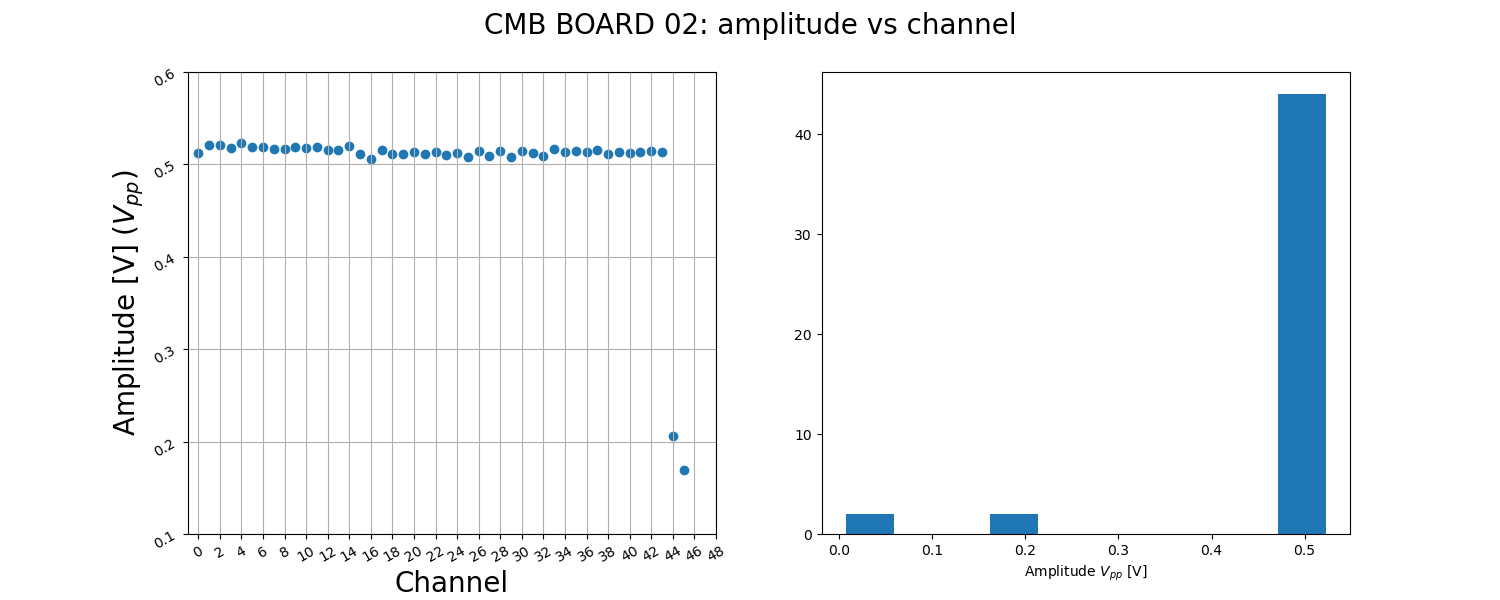 CMB BOARD 02: amplitude vs channel
0.6
0.5
0.4
0.3
0.2
0.1
Amplitude [V] (Vpp)
0 2 4 6 8 10 12 14 16 18 20 22 24 26 28 30 32 34 36 38 40 42 44 46 48
Channel
40
30
20
10
0
0.0 0.1 0.2 0.3 0.4 0.5
Amplitude Vpp [V]